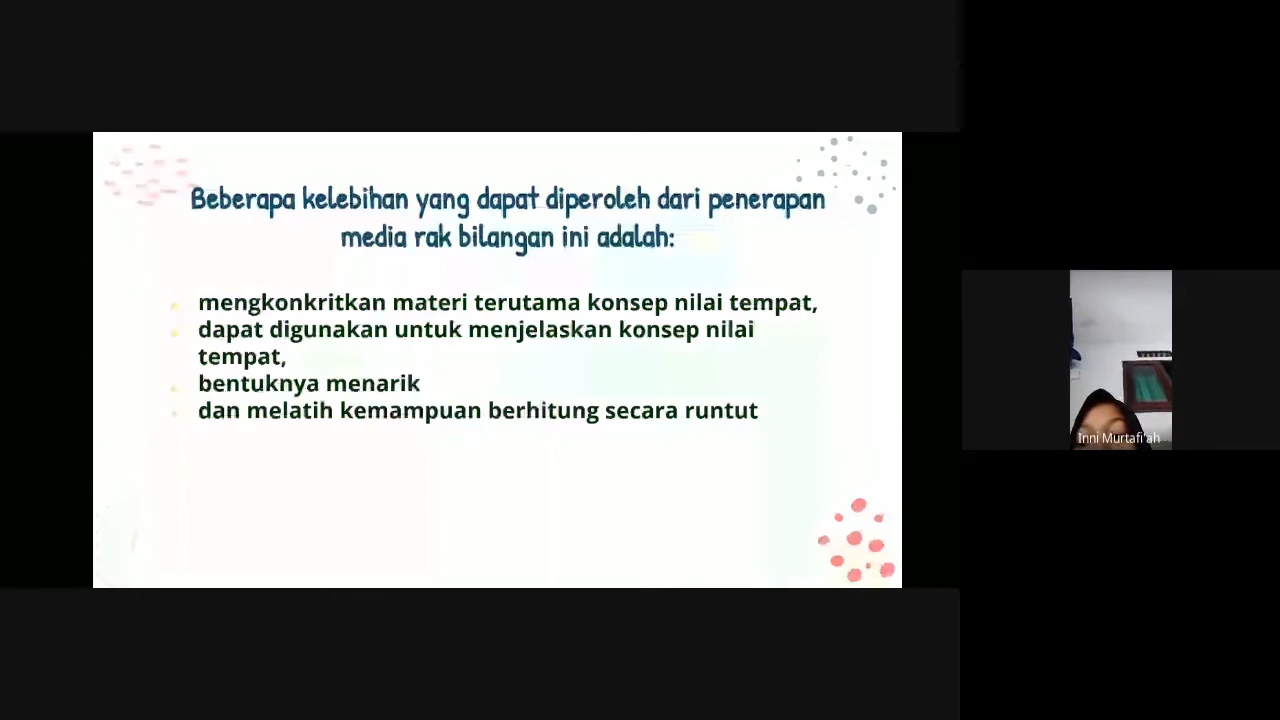 Beberapa kelebihan yang dapat diperoleh dari penerapan
media rak bilangan ini adalah:
mengkonkritkan materi terutama konsep nilai tempat,
dapat digunakan untuk menjelaskan konsep nilai
tempat,
bentuknya menarik
dan melatih kemampuan berhitung secara runtut
Inni Murtafi'ah